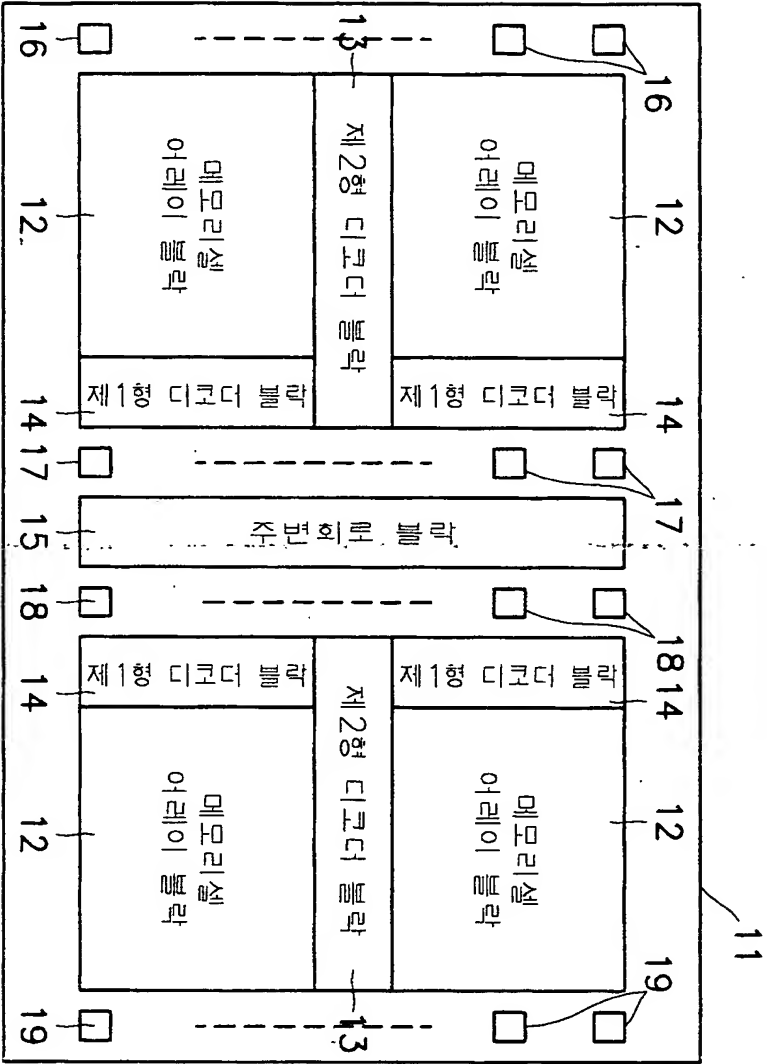 16
13
16
12
메모리셀
어레이 블락
제2형 디코더 블락
메모리셀
어레이 블락
12
14
제1형 디코더 블락
제1형 디코더 블락
14
17
17
15
주변회로 블락
18
18
14
제1형 디코더 블락
제2형 디코더 블락
제1형 디코더 블락
14
12
메모리셀
어레이 블락
메모리셀
어레이 블락
12
11
19
13
19